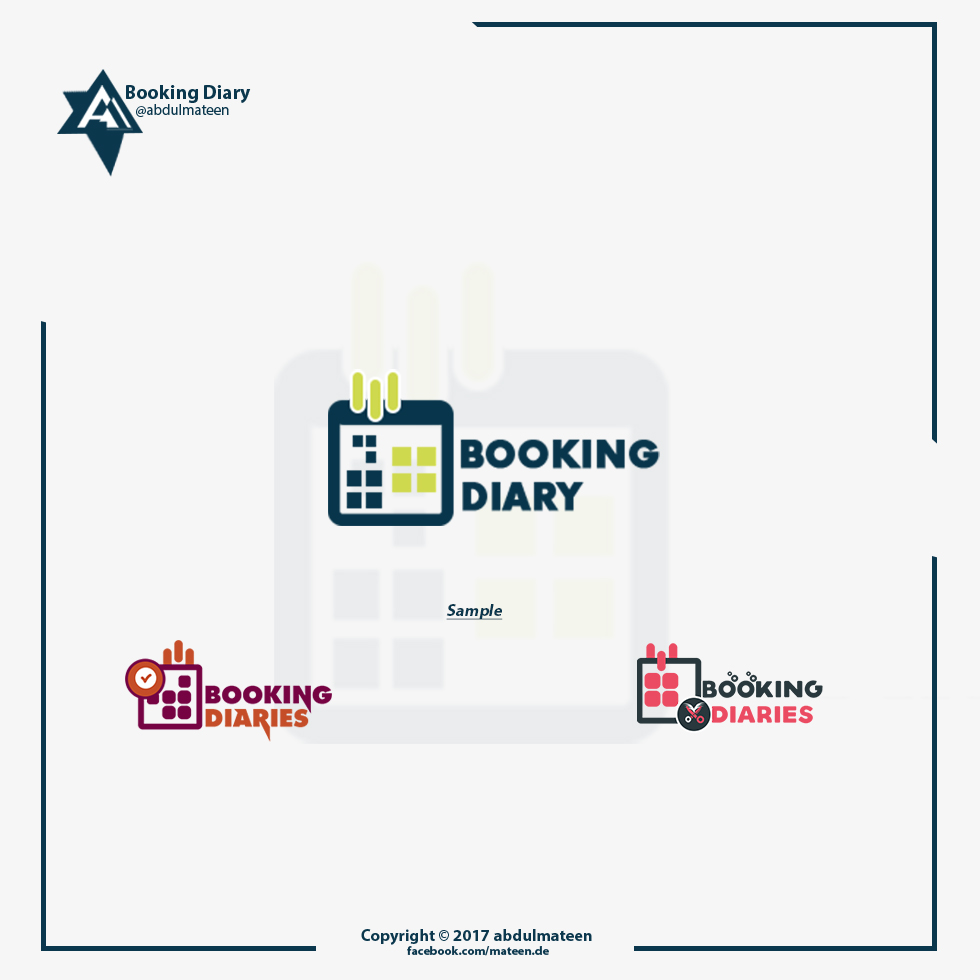 Booking Diary
@abdulmateen
BOOKING
DIARY
Sample
BOOKING
DIARIES
BOOKING
DIARIES
Copyright © 2017 abdulmateen
facebook.com/mateen.de